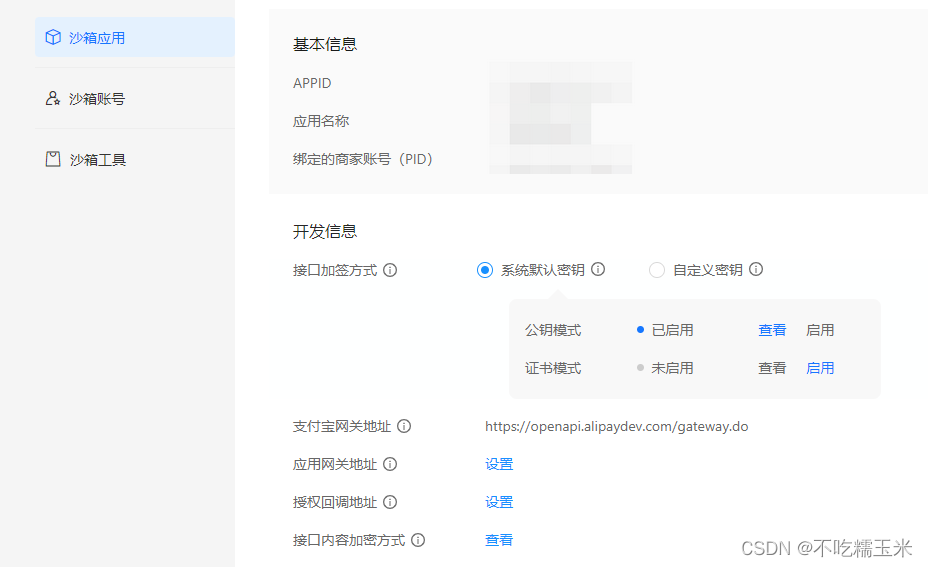 沙箱应用
沙箱账号
沙箱工具
基本信息
APPID
应用名称
绑定的商家账号（PID）
开发信息
接口加签方式 系统默认密钥 自定义密钥
公钥模式 已启用 查看 启用
证书模式 未启用 查看 启用
支付宝网关地址 https://openapi.alipaydev.com/gateway.do
应用网关地址 设置
授权回调地址 设置
接口内容加密方式 查看
CSDN @不吃糯玉米